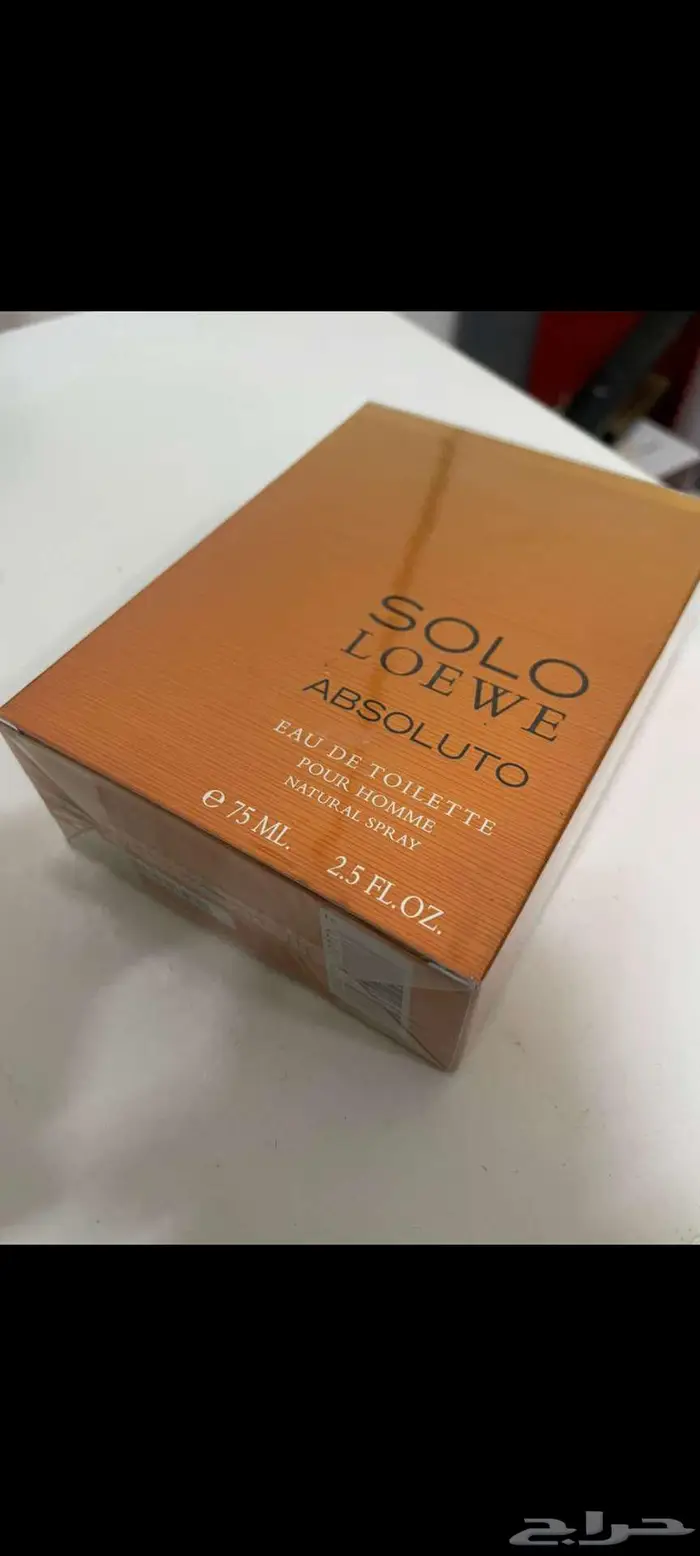 SOLO
LOEWE
ABSOLUTO
EAU DE TOILETTE
POUR HOMME
NATURAL SPRAY
e 75 ML. 2.5 FL.OZ.
حراج